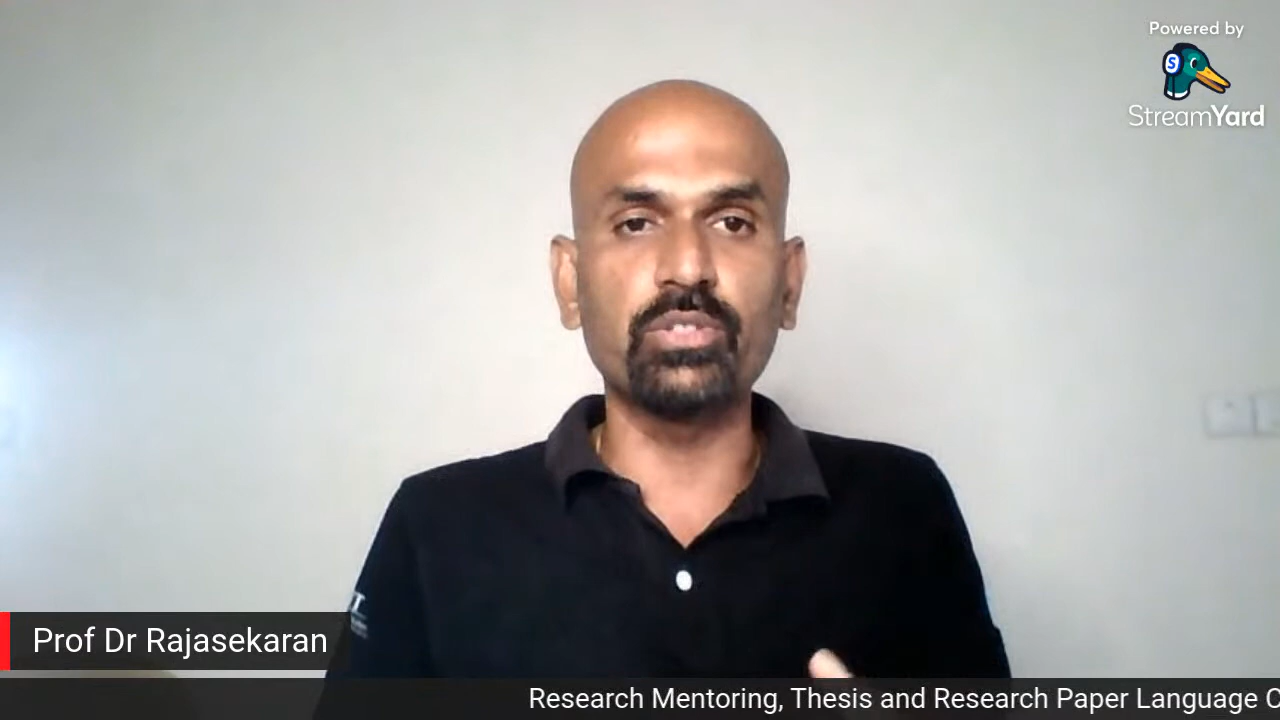 Powered by
S
StreamYard
Prof Dr Rajasekaran
Research Mentoring, Thesis and Research Paper Language C